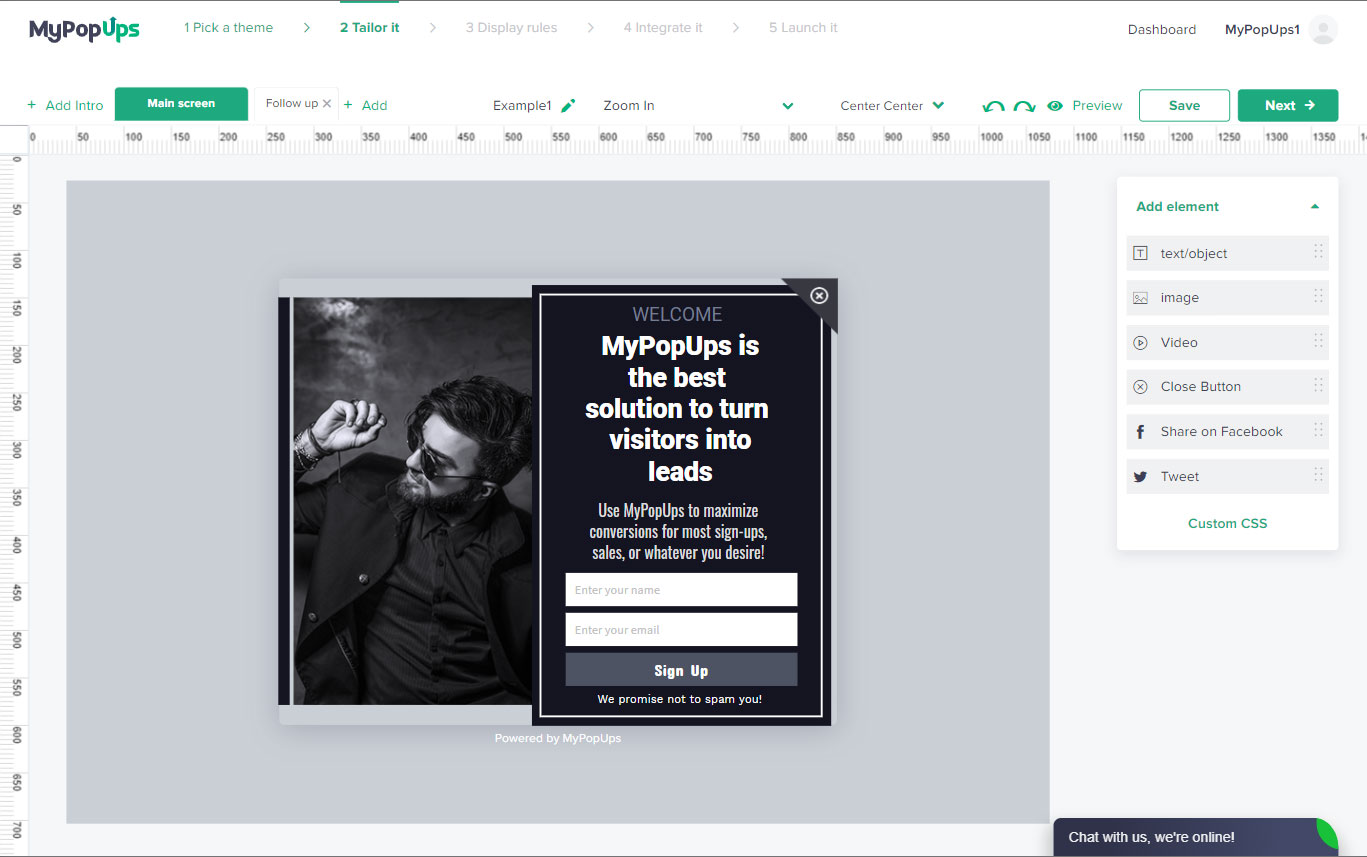 MyPopUps
1 Pick a theme
2 Tailor it
3 Display rules
4 Integrate it
5 Launch it
Dashboard
MyPopUps1
+ Add Intro
Main screen
Follow up ×
+ Add
Example1
Zoom In
Center Center
Preview
Save
Next →
0 50 100 150 200 250 300 350 400 450 500 550 600 650 700 750 800 850 900 950 1000 1050 1100 1150 1200 1250 1300 1350
0
50
100
150
200
250
300
350
400
450
500
550
600
650
700
WELCOME
MyPopUps is
the best
solution to turn
visitors into
leads
Use MyPopUps to maximize
conversions for most sign-ups,
sales, or whatever you desire!
Enter your name
Enter your email
Sign Up
We promise not to spam you!
Powered by MyPopUps
Add element
text/object
image
Video
Close Button
Share on Facebook
Tweet
Custom CSS
Chat with us, we're online!